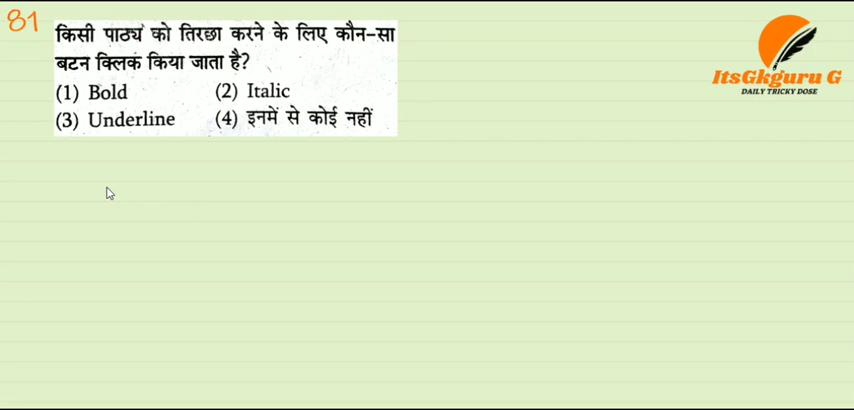 81
किसी पाठ्य को तिरछा करने के लिए कौन-सा
बटन क्लिक किया जाता है?
(1) Bold (2) Italic
(3) Underline (4) इनमें से कोई नहीं
ItsGkguru G
DAILY TRICKY DOSE